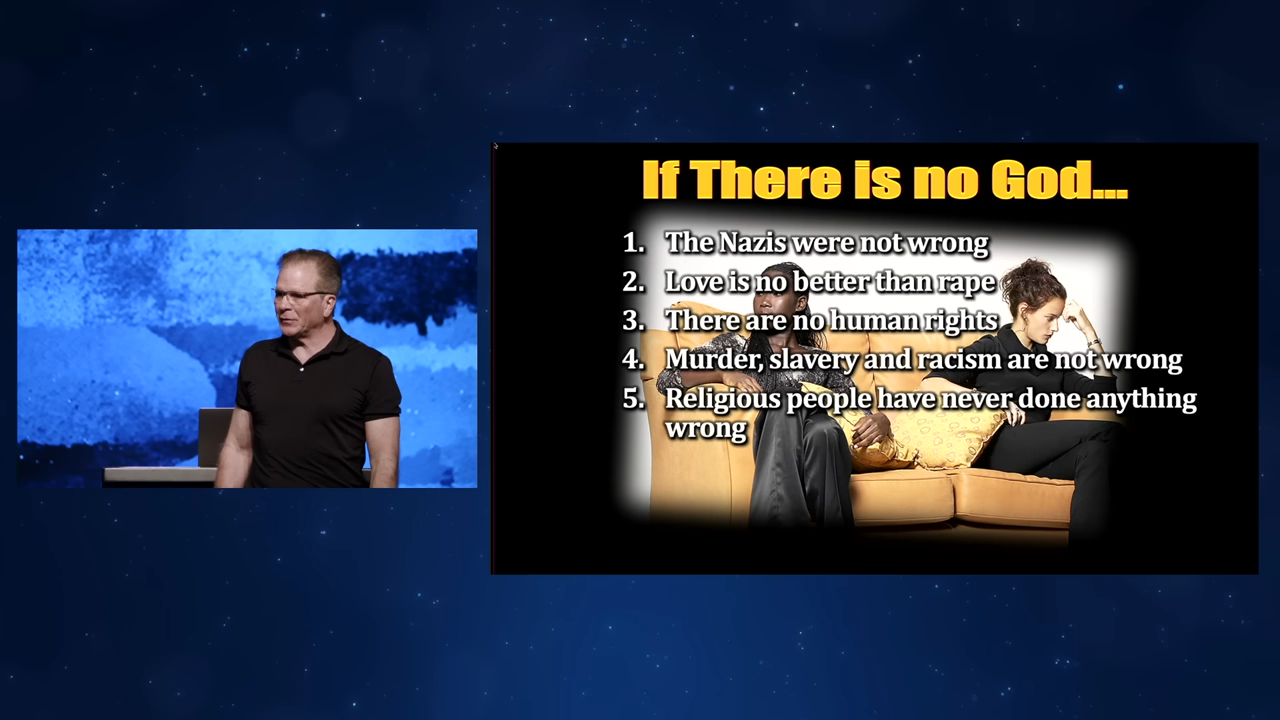 If There is no God...
1. The Nazis were not wrong
2. Love is no better than rape
3. There are no human rights
4. Murder, slavery and racism are not wrong
5. Religious people have never done anything
wrong